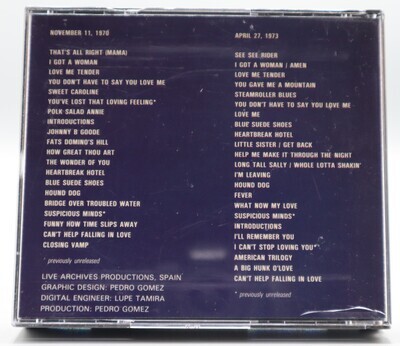 NOVEMBER 11, 1970
THAT'S ALL RIGHT (MAMA)
I GOT A WOMAN
LOVE ME TENDER
YOU DON'T HAVE TO SAY YOU LOVE ME
SWEET CAROLINE
YOU'VE LOST THAT LOVING FEELING*
POLK SALAD ANNIE
INTRODUCTIONS
JOHNNY B GOODE
FATS DOMINO'S HILL
HOW GREAT THOU ART
THE WONDER OF YOU
HEARTBREAK HOTEL
BLUE SUEDE SHOES
HOUND DOG
BRIDGE OVER TROUBLED WATER
SUSPICIOUS MINDS*
FUNNY HOW TIME SLIPS AWAY
CAN'T HELP FALLING IN LOVE
CLOSING VAMP
* previously unreleased
LIVE ARCHIVES PRODUCTIONS, SPAIN
GRAPHIC DESIGN: PEDRO GOMEZ
DIGITAL ENGINEER: LUPE TAMIRA
PRODUCTION: PEDRO GOMEZ
APRIL 27, 1973
SEE SEE RIDER
I GOT A WOMAN / AMEN
LOVE ME TENDER
YOU GAVE ME A MOUNTAIN
STEAMROLLER BLUES
YOU DON'T HAVE TO SAY YOU LOVE ME
LOVE ME
BLUE SUEDE SHOES
HEARTBREAK HOTEL
LITTLE SISTER / GET BACK
HELP ME MAKE IT THROUGH THE NIGHT
LONG TALL SALLY / WHOLE LOTTA SHAKIN'
I'M LEAVING
HOUND DOG
FEVER
WHAT NOW MY LOVE
SUSPICIOUS MINDS*
INTRODUCTIONS
I'LL REMEMBER YOU
I CAN'T STOP LOVING YOU*
AMERICAN TRILOGY
A BIG HUNK O'LOVE
CAN'T HELP FALLING IN LOVE
* previously unreleased